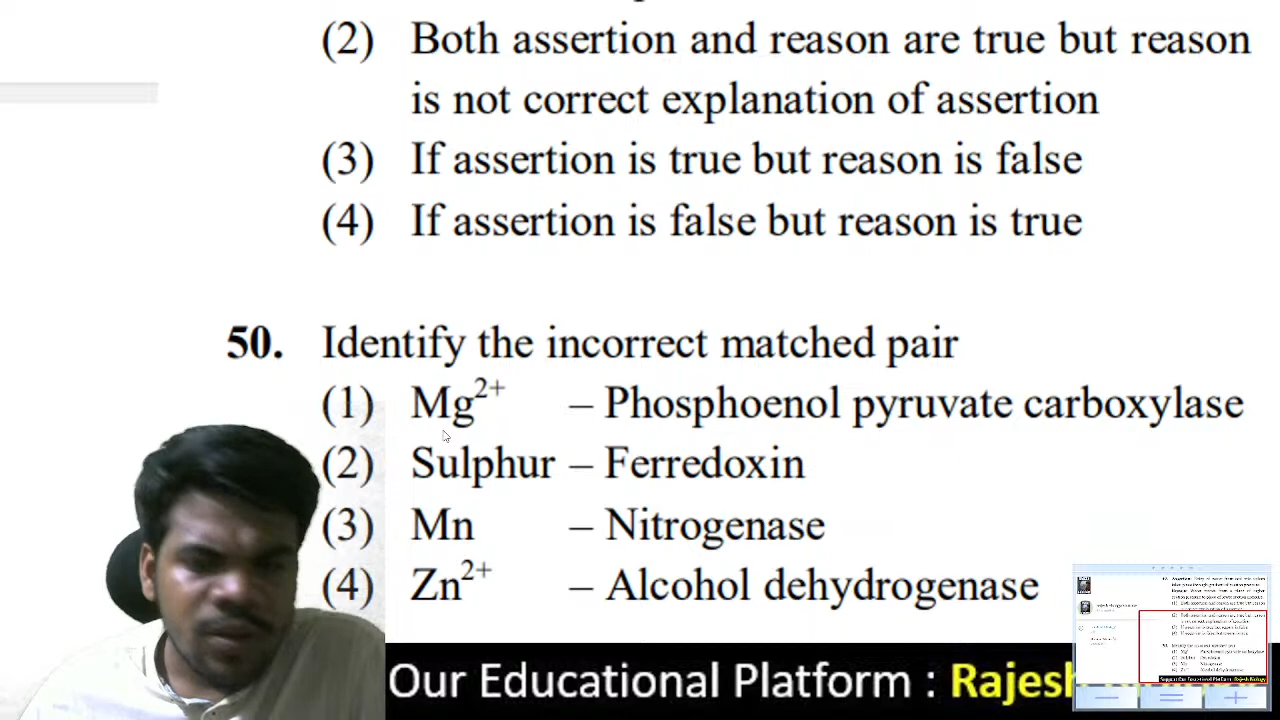 (2) Both assertion and reason are true but reason
is not correct explanation of assertion
(3) If assertion is true but reason is false
(4) If assertion is false but reason is true
50. Identify the incorrect matched pair
(1) Mg²⁺ – Phosphoenol pyruvate carboxylase
(2) Sulphur – Ferredoxin
(3) Mn – Nitrogenase
(4) Zn²⁺ – Alcohol dehydrogenase
Our Educational Platform : Rajesh